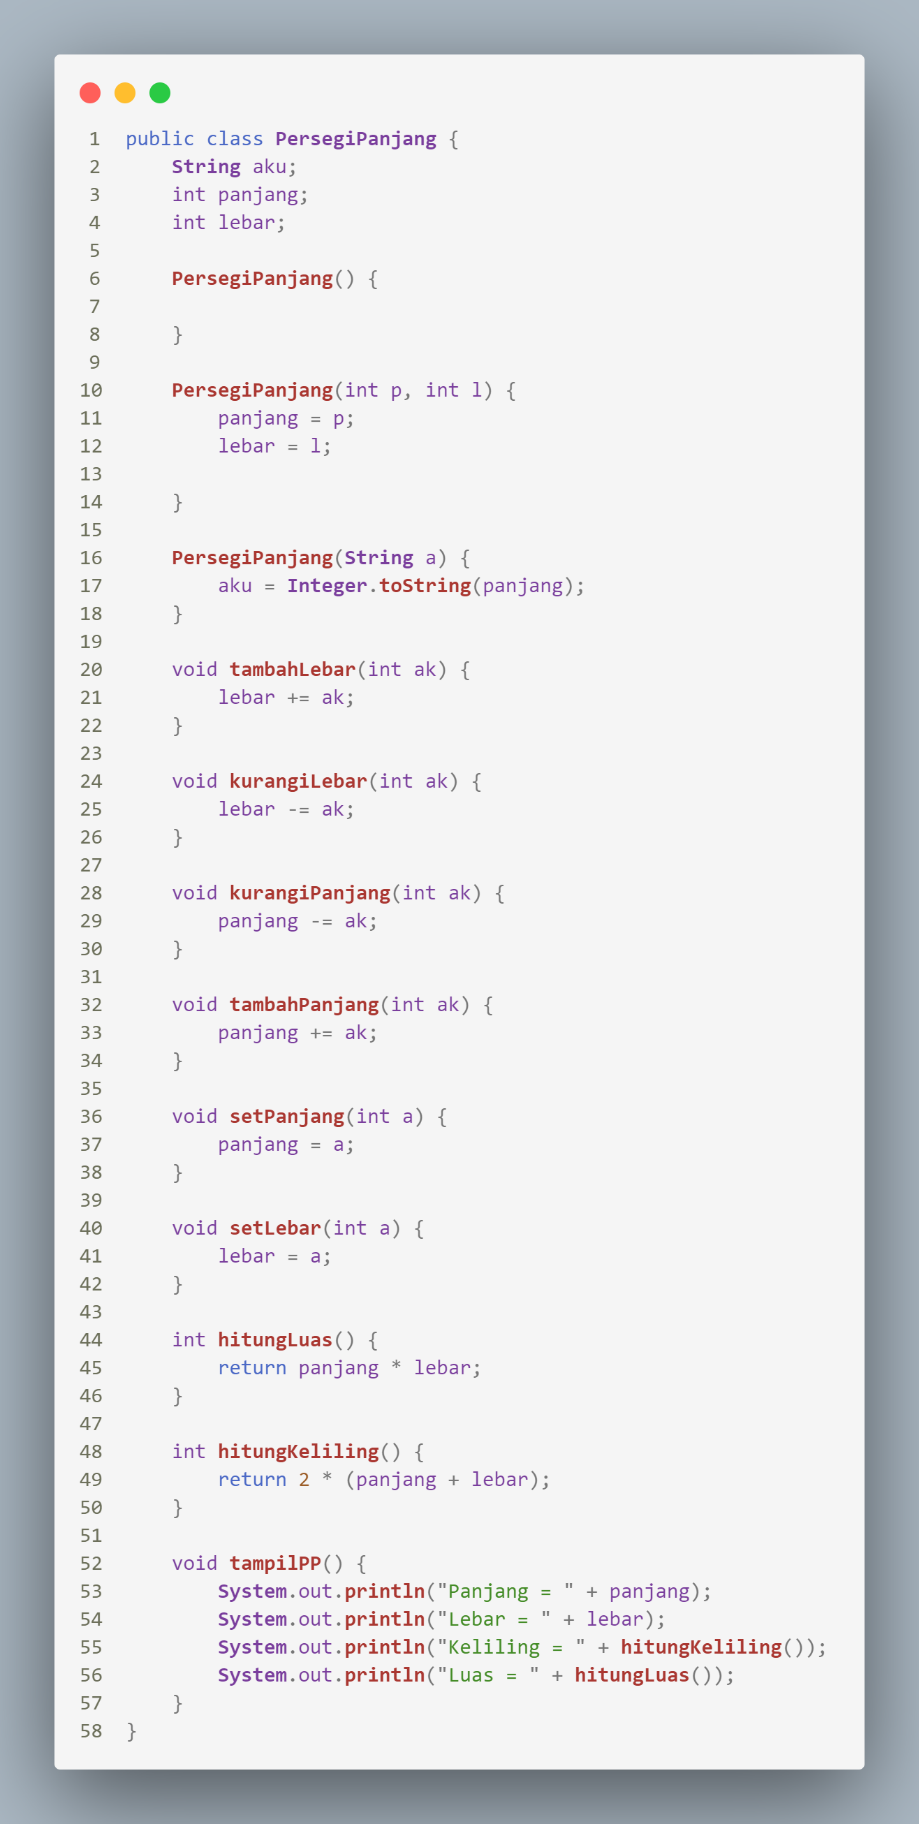 1 public class PersegiPanjang {
2     String aku;
3     int panjang;
4     int lebar;
5
6     PersegiPanjang() {
7
8     }
9
10     PersegiPanjang(int p, int l) {
11         panjang = p;
12         lebar = l;
13
14     }
15
16     PersegiPanjang(String a) {
17         aku = Integer.toString(panjang);
18     }
19
20     void tambahLebar(int ak) {
21         lebar += ak;
22     }
23
24     void kurangiLebar(int ak) {
25         lebar -= ak;
26     }
27
28     void kurangiPanjang(int ak) {
29         panjang -= ak;
30     }
31
32     void tambahPanjang(int ak) {
33         panjang += ak;
34     }
35
36     void setPanjang(int a) {
37         panjang = a;
38     }
39
40     void setLebar(int a) {
41         lebar = a;
42     }
43
44     int hitungLuas() {
45         return panjang * lebar;
46     }
47
48     int hitungKeliling() {
49         return 2 * (panjang + lebar);
50     }
51
52     void tampilPP() {
53         System.out.println("Panjang = " + panjang);
54         System.out.println("Lebar = " + lebar);
55         System.out.println("Keliling = " + hitungKeliling());
56         System.out.println("Luas = " + hitungLuas());
57     }
58 }